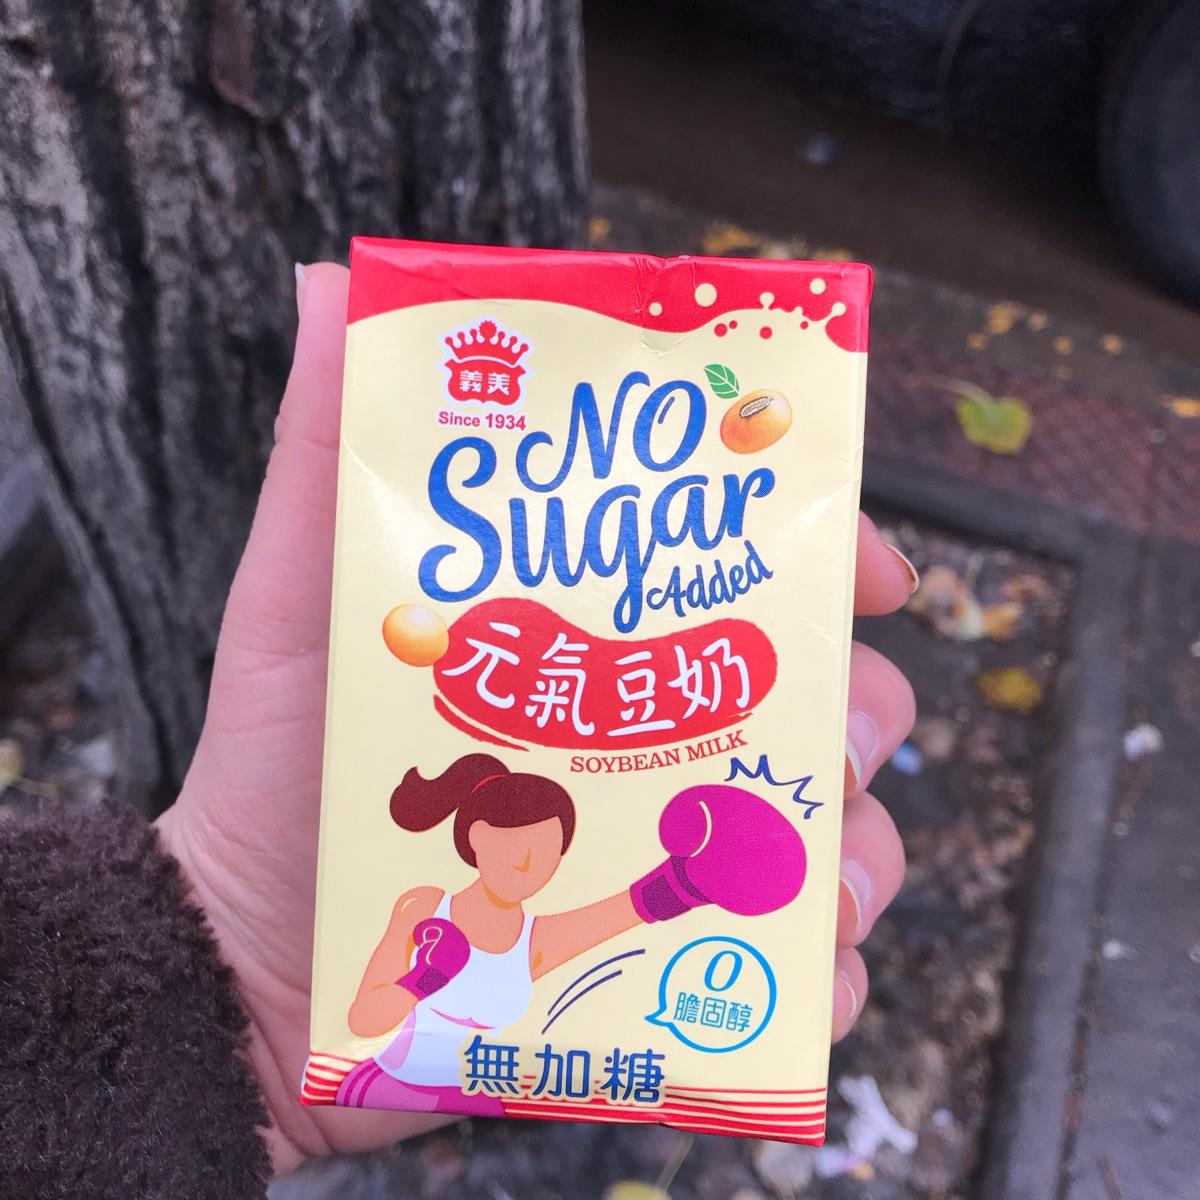 義美
Since 1934
NO
Sugar
Added
元氣豆奶
SOYBEAN MILK
0
膽固醇
無加糖